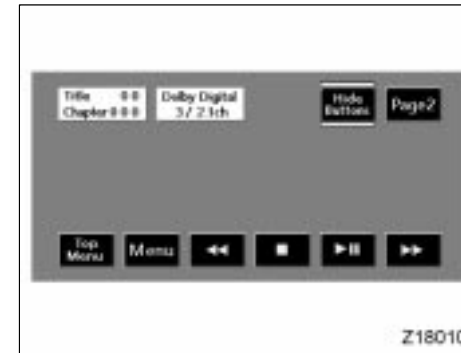 Title 0 0
Chapter 0 0 0
Dolby Digital
3 / 2.1ch
Hide
Buttons
Page2
Top
Menu
Menu
Z18010